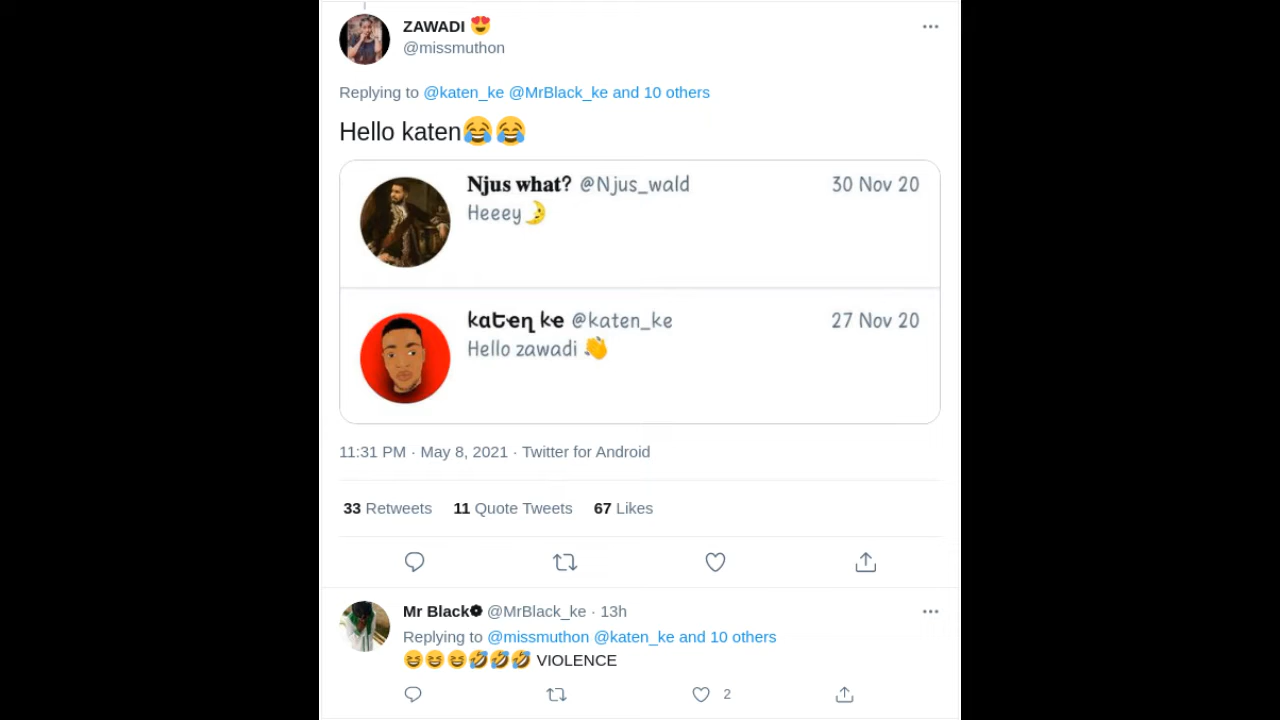 ZAWADI 😍
@missmuthon
Replying to @katen_ke @MrBlack_ke and 10 others
Hello katen😂😂
Njus what? @Njus_wald 30 Nov 20
Heeey🌛
kaᏆeɳ ke @katen_ke 27 Nov 20
Hello zawadi 👋
11:31 PM · May 8, 2021 · Twitter for Android
33 Retweets 11 Quote Tweets 67 Likes
Mr Black @MrBlack_ke · 13h
Replying to @missmuthon @katen_ke and 10 others
😆😆😆🤣🤣🤣 VIOLENCE
2